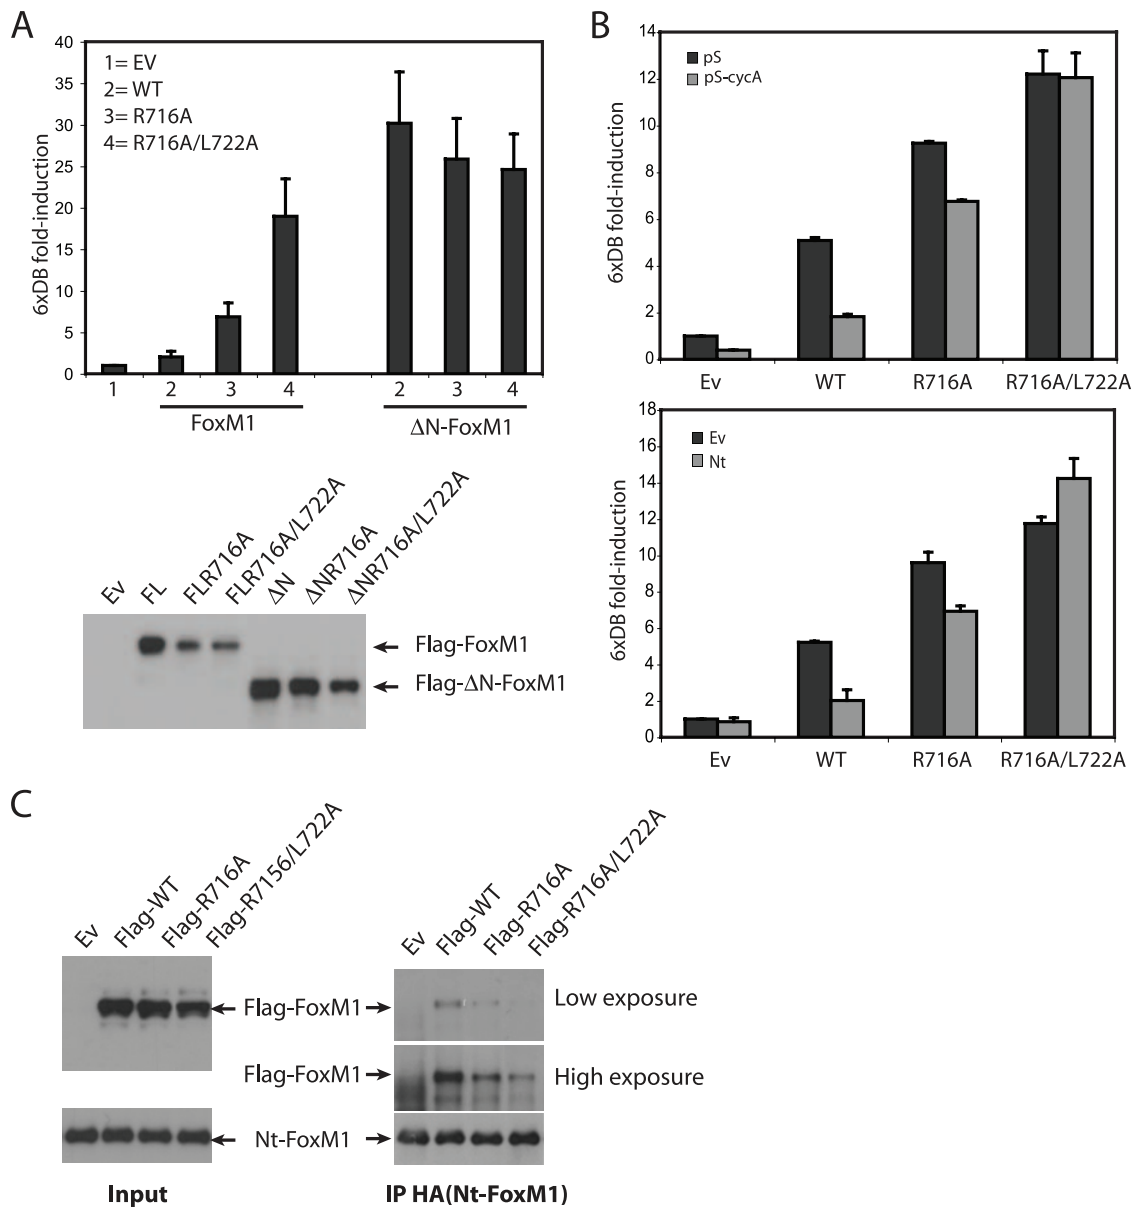 A
6xDB fold-induction
40
35
30
25
20
15
10
5
0
1= EV
2= WT
3= R716A
4= R716A/L722A
1 2 3 4 2 3 4
FoxM1 ΔN-FoxM1
Ev FL FLR716A FLR716A/L722A ΔN ΔNR716A ΔNR716A/L722A
Flag-FoxM1
Flag-ΔN-FoxM1
B
6xDB fold-induction
14
12
10
8
6
4
2
0
pS
pS-cycA
Ev WT R716A R716A/L722A
6xDB fold-induction
18
16
14
12
10
8
6
4
2
0
Ev
Nt
Ev WT R716A R716A/L722A
C
Ev Flag-WT Flag-R716A Flag-R7156/L722A
Ev Flag-WT Flag-R716A Flag-R716A/L722A
Flag-FoxM1 Low exposure
Flag-FoxM1 High exposure
Nt-FoxM1
Input IP HA(Nt-FoxM1)